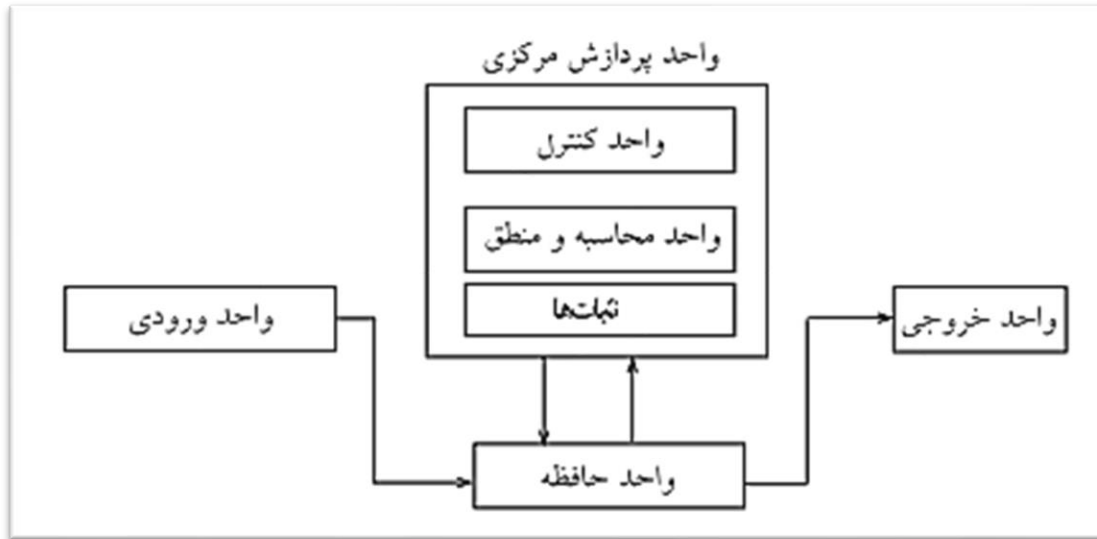 واحد پردازش مرکزی
واحد کنترل
واحد محاسبه و منطق
ثبات‌ها
واحد ورودی
واحد خروجی
واحد حافظه